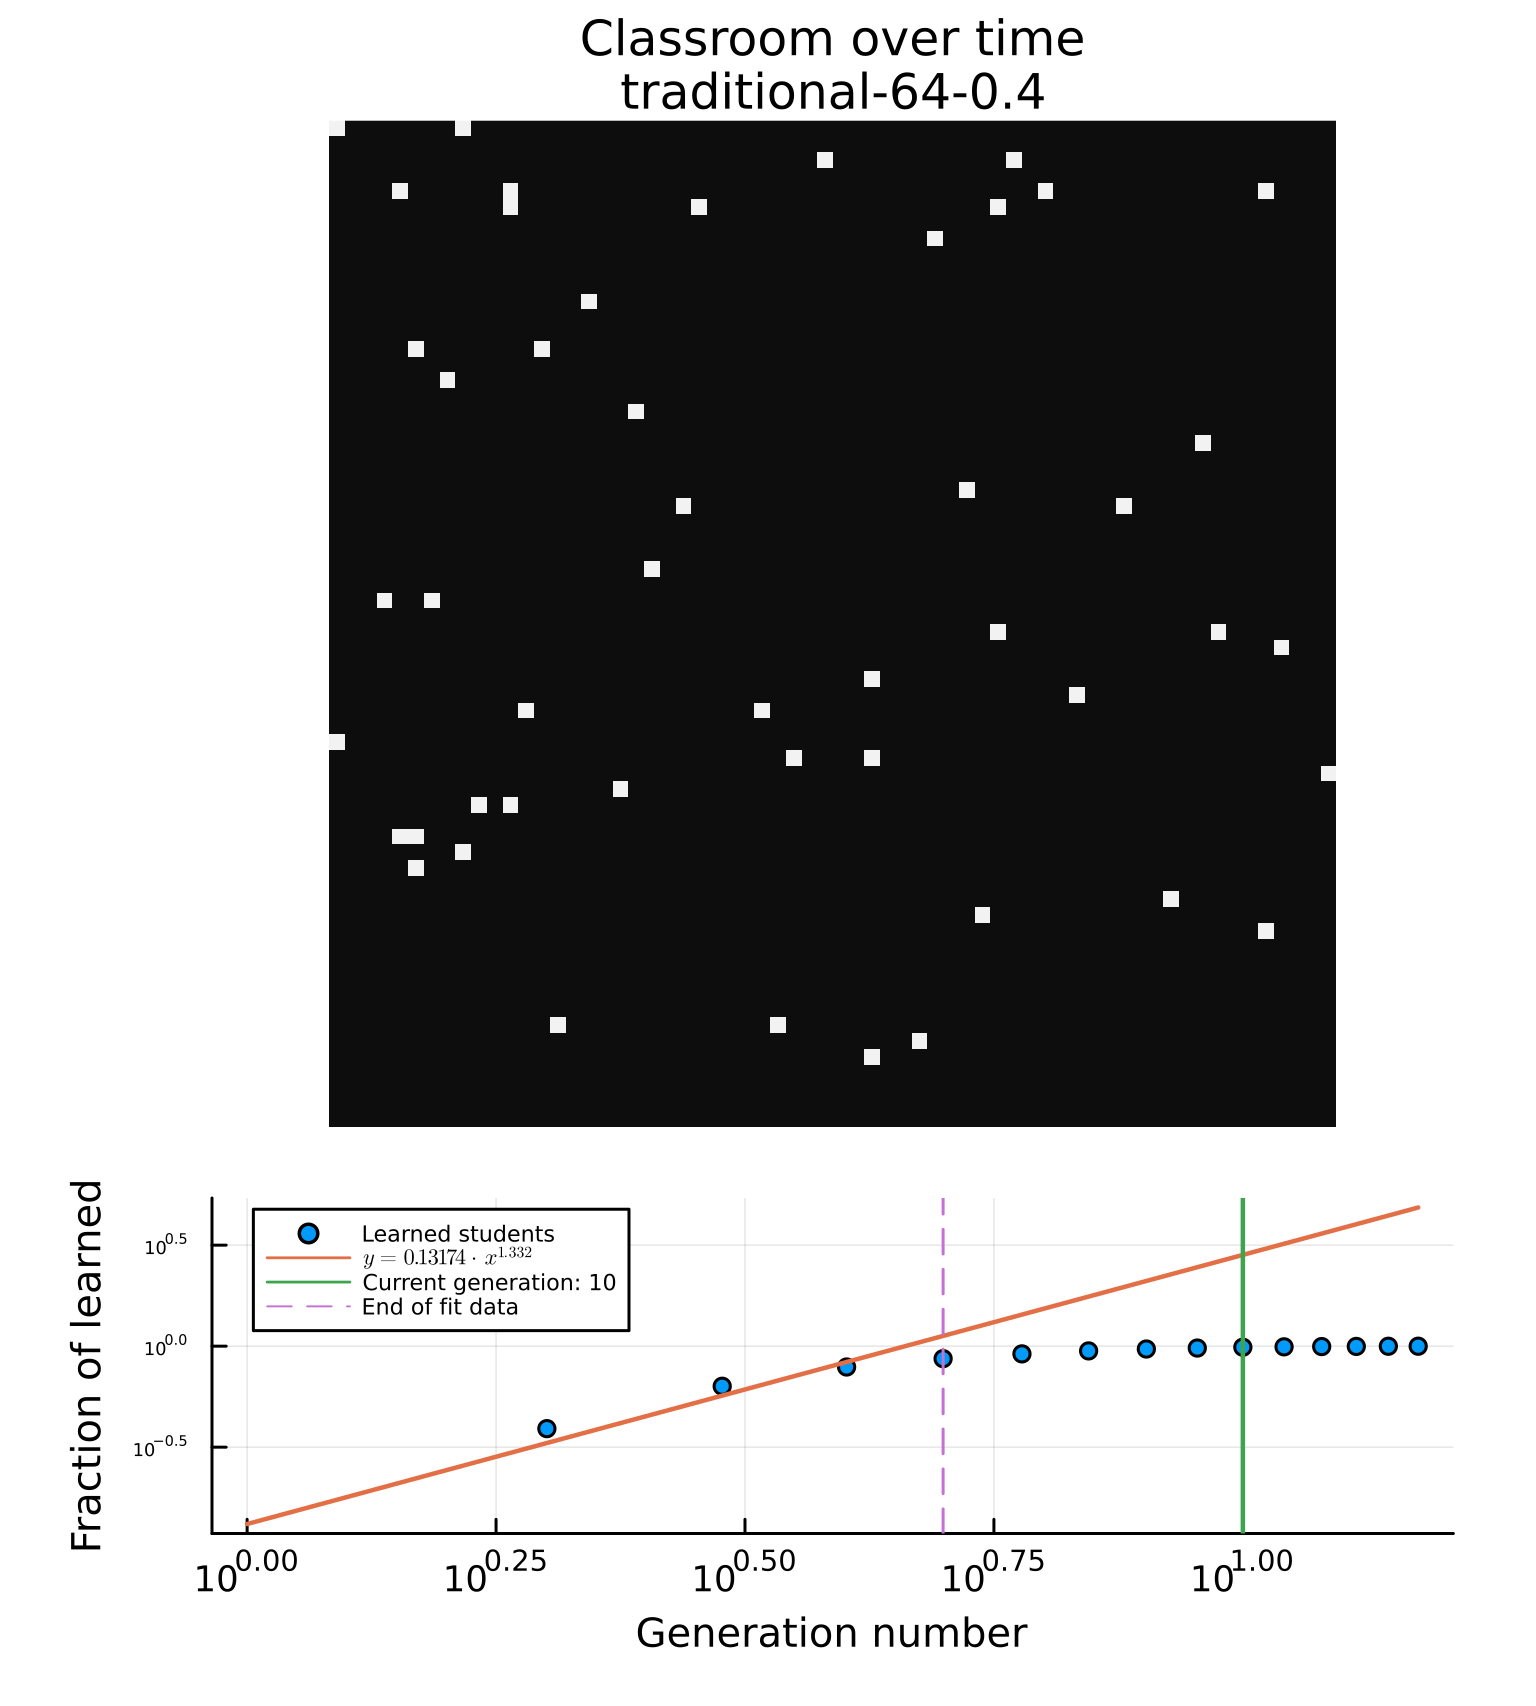 Classroom over time
traditional-64-0.4
Fraction of learned
10^0.5
10^0.0
10^−0.5
Learned students
y = 0.13174 · x^1.332
Current generation: 10
End of fit data
10^0.00 10^0.25 10^0.50 10^0.75 10^1.00
Generation number